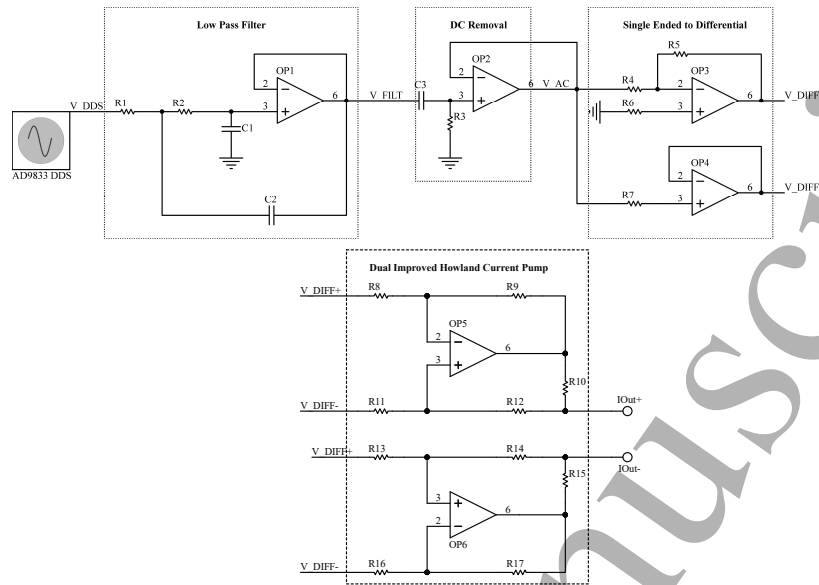 Low Pass Filter
DC Removal
Single Ended to Differential
R5
OP1
OP2
OP3
2
6
3
V_DDS
R1
R2
C1
V_FILT
C3
2
3
6
V_AC
R3
R4
2
R6
3
6
V_DIFF
AD9833 DDS
C2
OP4
2
R7
3
6
V_DIFF
Dual Improved Howland Current Pump
V_DIFF+
R8
R9
OP5
2
6
3
R10
IOut+
V_DIFF-
R11
R12
V_DIFF+
R13
R14
IOut-
R15
3
6
2
OP6
V_DIFF-
R16
R17